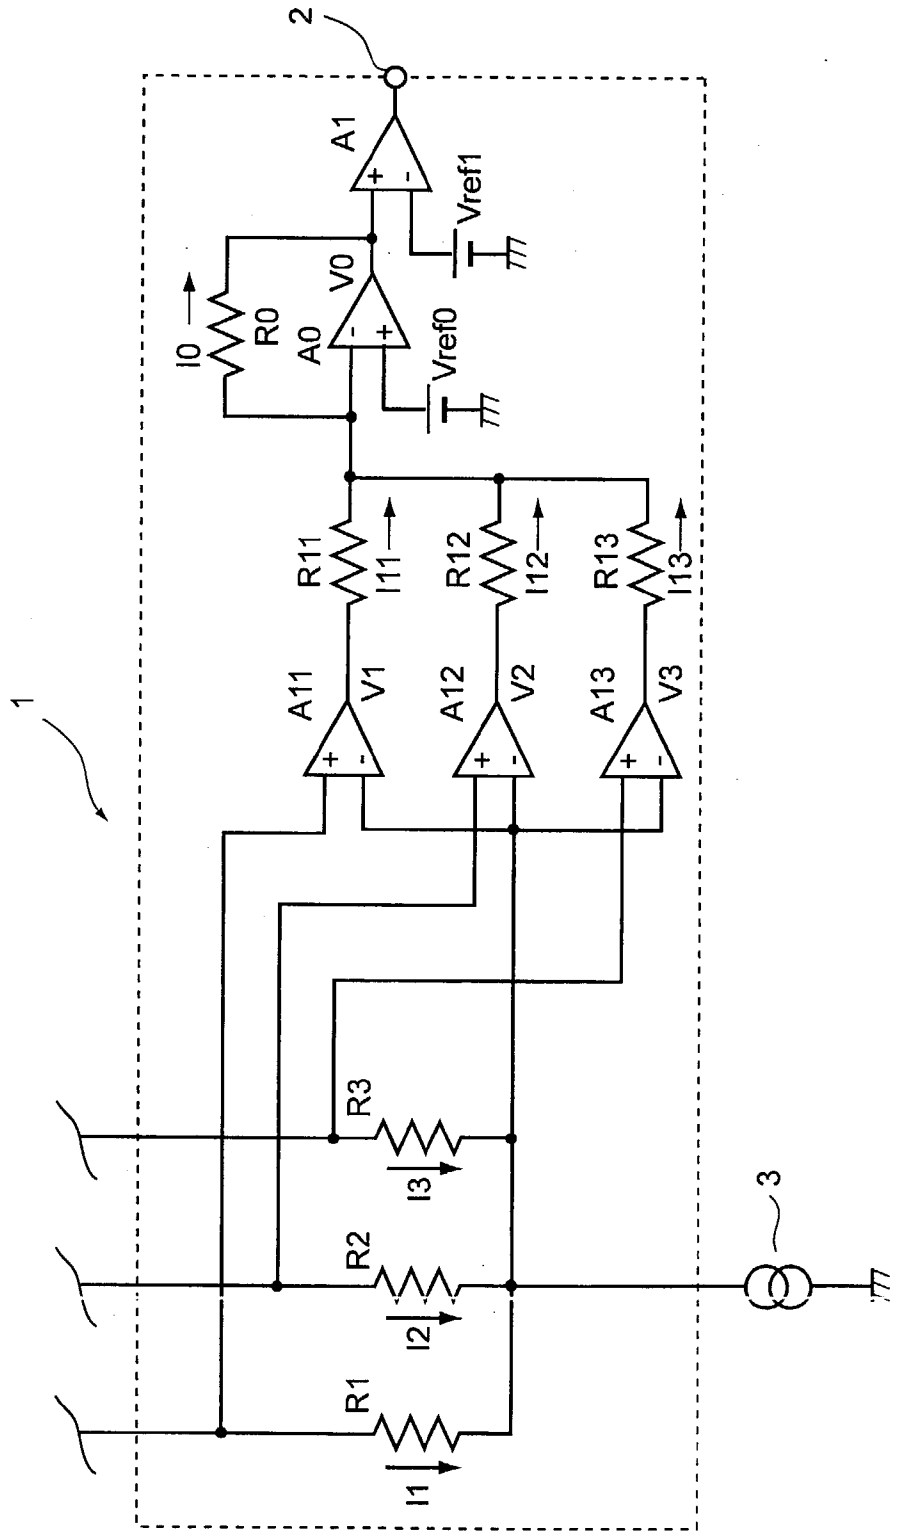 2
A1
+
-
Vref1
I0
R0
V0
A0
-
+
Vref0
R11
I11
R12
I12
R13
I13
1
A11
V1
+
-
A12
V2
+
-
A13
V3
+
-
R3
I3
R2
I2
R1
I1
3